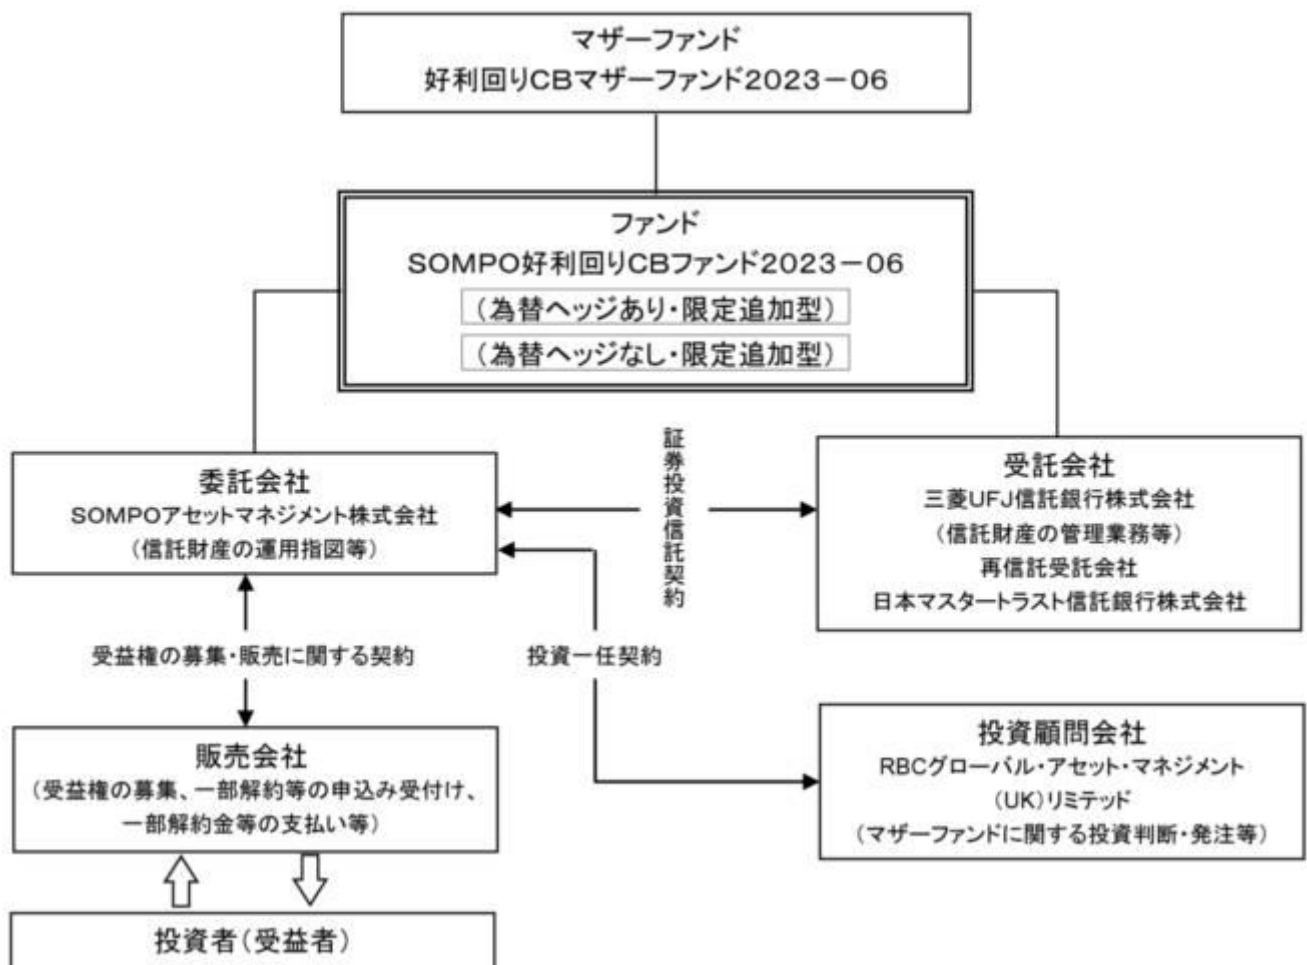 マザーファンド
好利回りCBマザーファンド2023－06
ファンド
SOMPO好利回りCBファンド2023－06
（為替ヘッジあり・限定追加型）
（為替ヘッジなし・限定追加型）
委託会社
SOMPOアセットマネジメント株式会社
（信託財産の運用指図等）
証券投資信託契約
受託会社
三菱UFJ信託銀行株式会社
（信託財産の管理業務等）
再信託受託会社
日本マスタートラスト信託銀行株式会社
受益権の募集・販売に関する契約
投資一任契約
販売会社
（受益権の募集、一部解約等の申込み受付け、
一部解約金等の支払い等）
投資顧問会社
RBCグローバル・アセット・マネジメント
（UK）リミテッド
（マザーファンドに関する投資判断・発注等）
投資者（受益者）